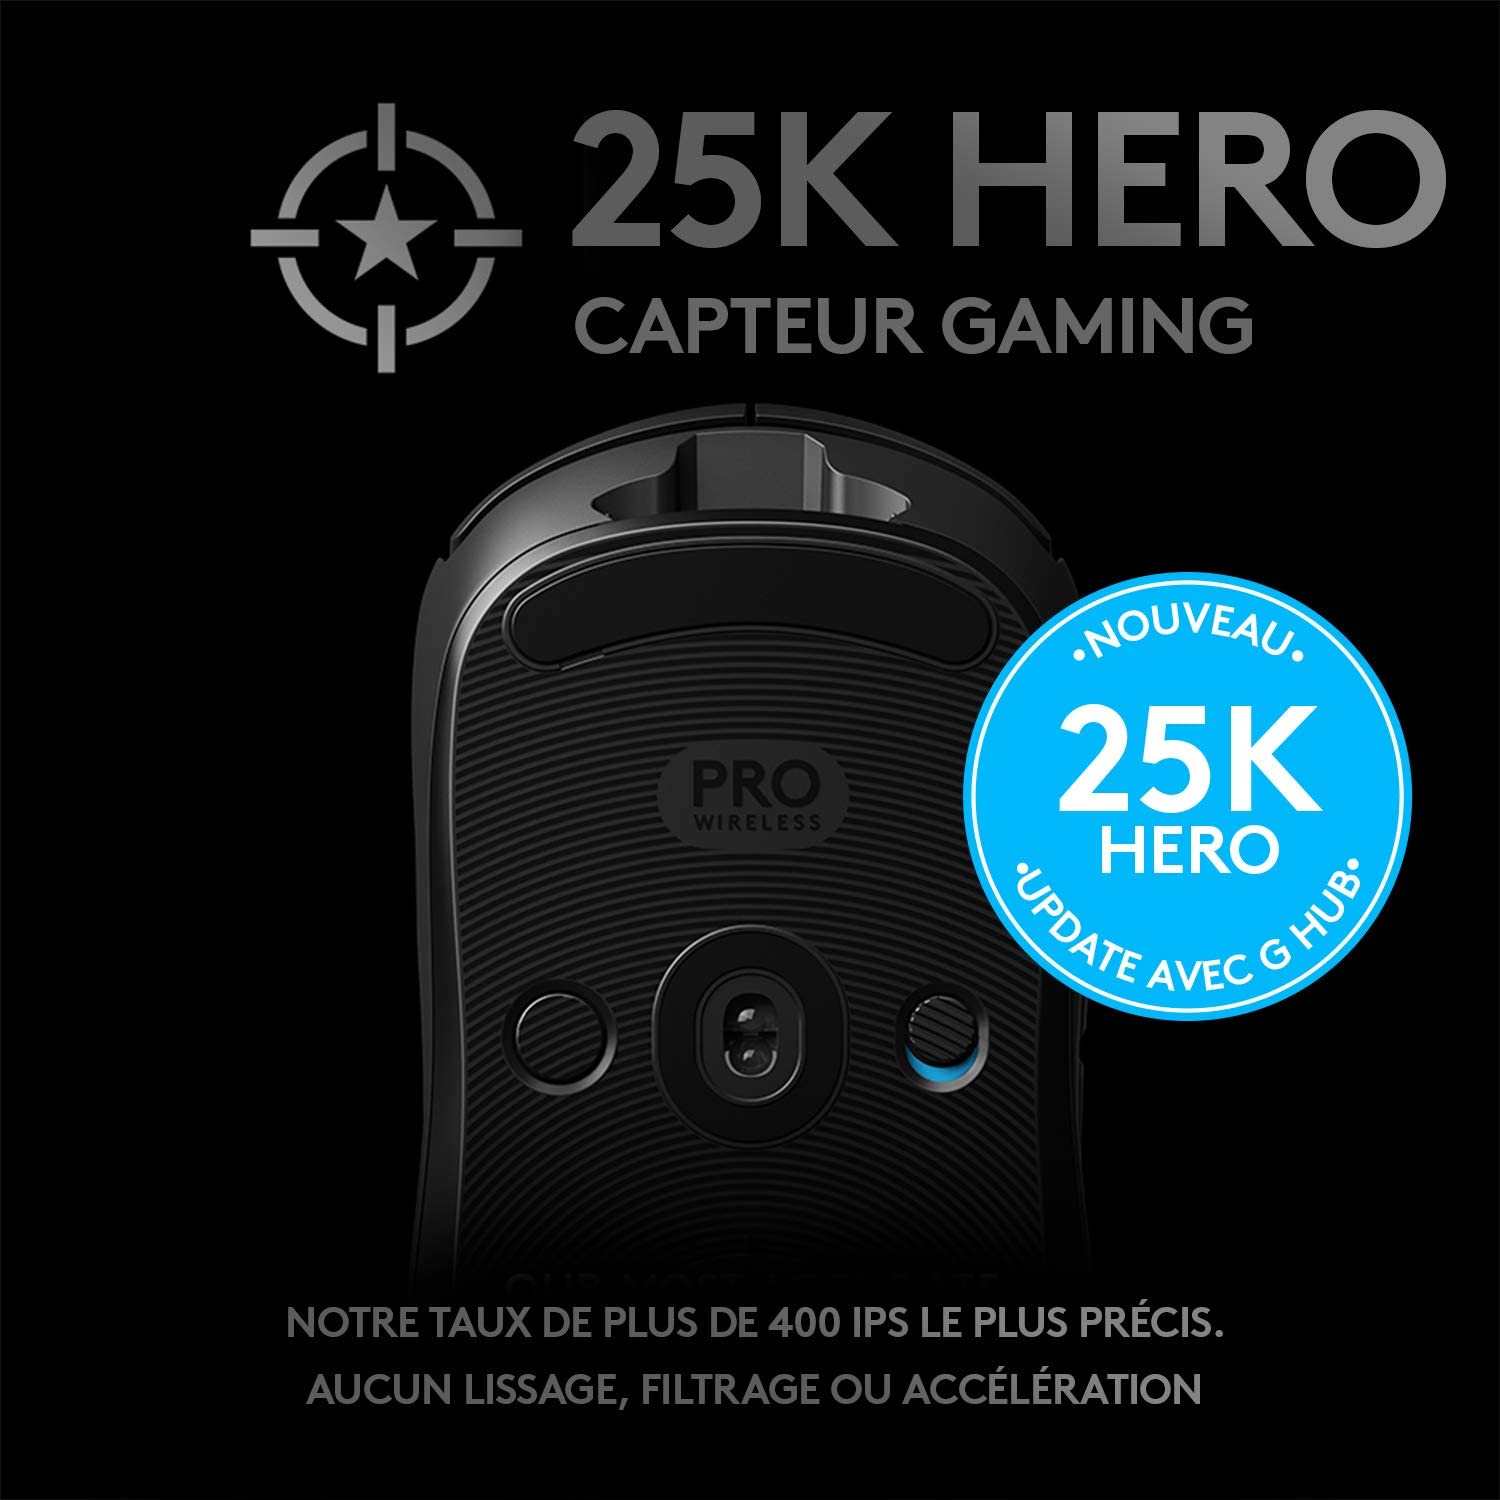 25K HERO
CAPTEUR GAMING
PRO
WIRELESS
•NOUVEAU•
25K
HERO
•UPDATE AVEC G HUB•
NOTRE TAUX DE PLUS DE 400 IPS LE PLUS PRÉCIS.
AUCUN LISSAGE, FILTRAGE OU ACCÉLÉRATION